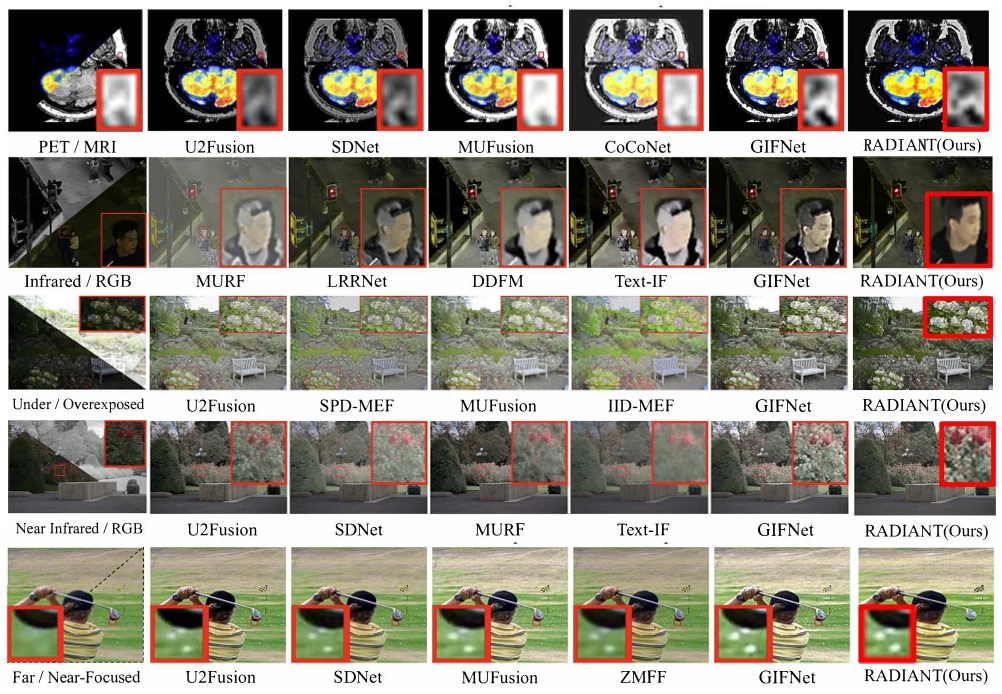 PET / MRI U2Fusion SDNet MUFusion CoCoNet GIFNet RADIANT(Ours)
Infrared / RGB MURF LRRNet DDFM Text-IF GIFNet RADIANT(Ours)
Under / Overexposed U2Fusion SPD-MEF MUFusion IID-MEF GIFNet RADIANT(Ours)
Near Infrared / RGB U2Fusion SDNet MURF Text-IF GIFNet RADIANT(Ours)
Far / Near-Focused U2Fusion SDNet MUFusion ZMFF GIFNet RADIANT(Ours)